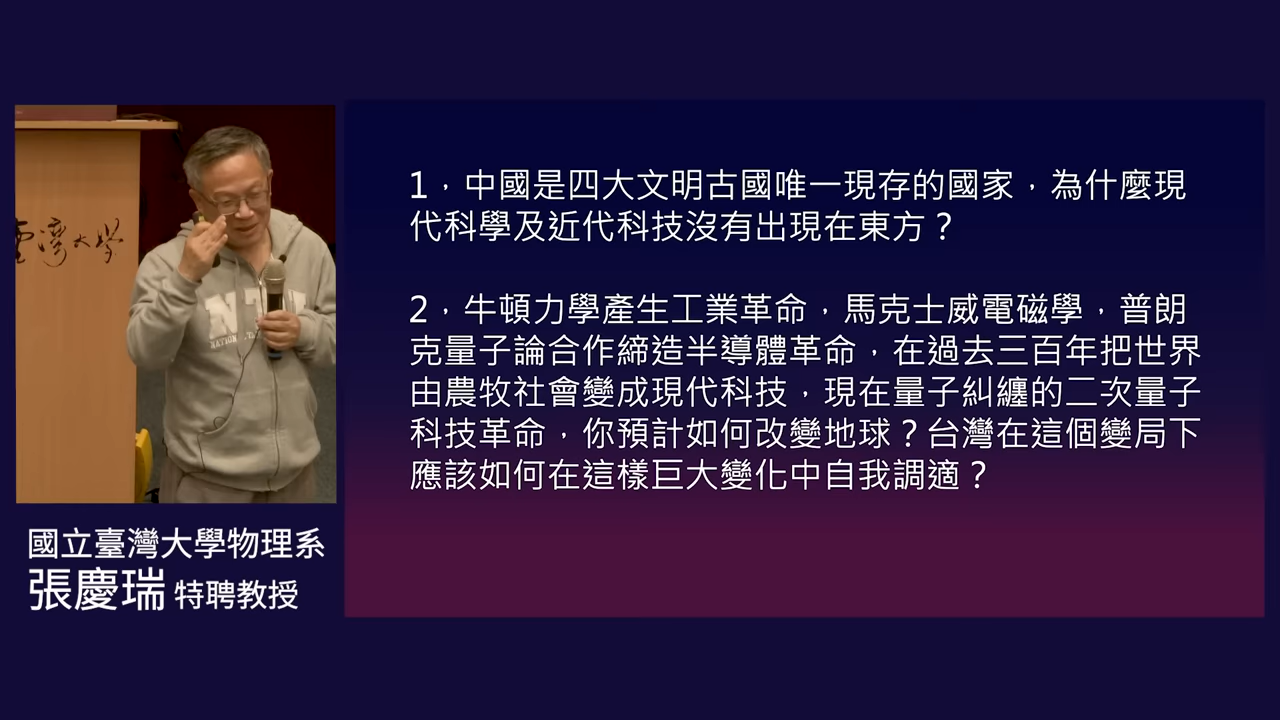 臺灣大學
NATION
國立臺灣大學物理系
張慶瑞 特聘教授
1，中國是四大文明古國唯一現存的國家，為什麼現
代科學及近代科技沒有出現在東方？
2，牛頓力學產生工業革命，馬克士威電磁學，普朗
克量子論合作締造半導體革命，在過去三百年把世界
由農牧社會變成現代科技，現在量子糾纏的二次量子
科技革命，你預計如何改變地球？台灣在這個變局下
應該如何在這樣巨大變化中自我調適？